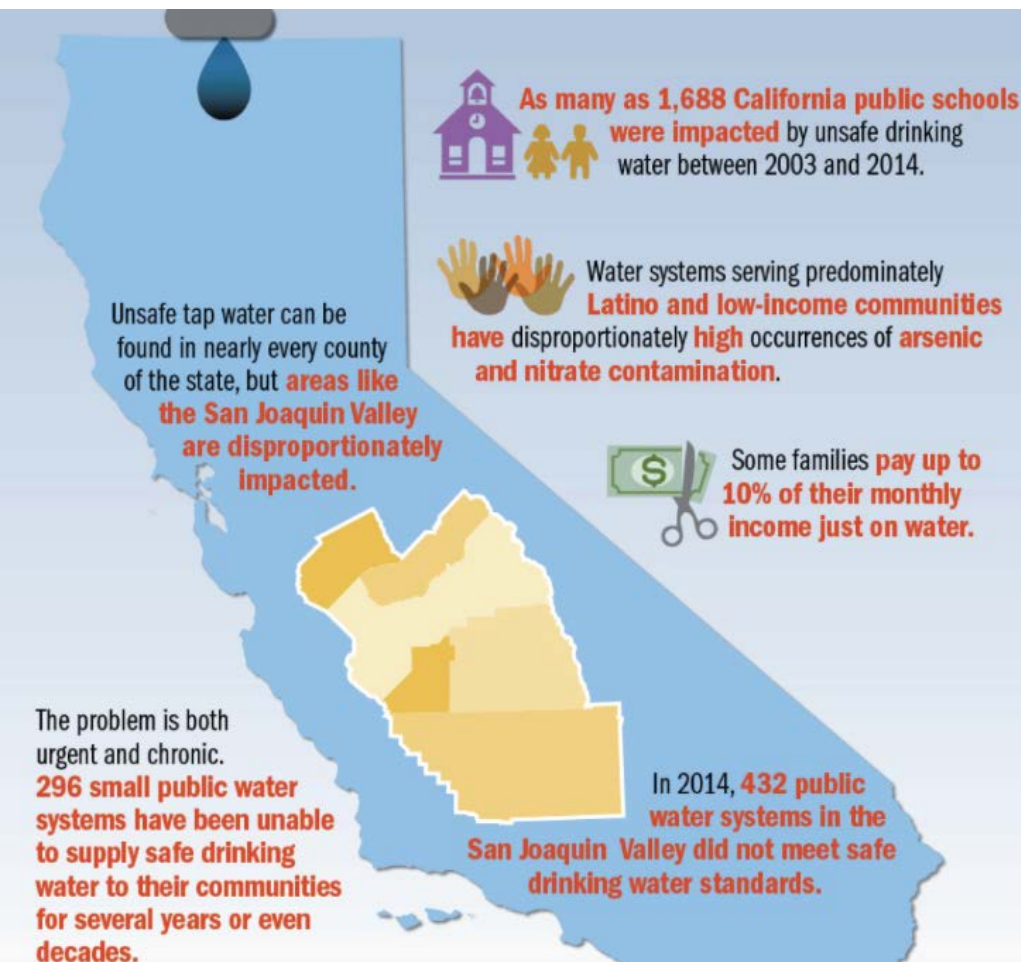 As many as 1,688 California public schools
were impacted by unsafe drinking
water between 2003 and 2014.
Water systems serving predominately
Latino and low-income communities
have disproportionately high occurrences of arsenic
and nitrate contamination.
Unsafe tap water can be
found in nearly every county
of the state, but areas like
the San Joaquin Valley
are disproportionately
impacted.
$
Some families pay up to
10% of their monthly
income just on water.
The problem is both
urgent and chronic.
296 small public water
systems have been unable
to supply safe drinking
water to their communities
for several years or even
decades.
In 2014, 432 public
water systems in the
San Joaquin Valley did not meet safe
drinking water standards.